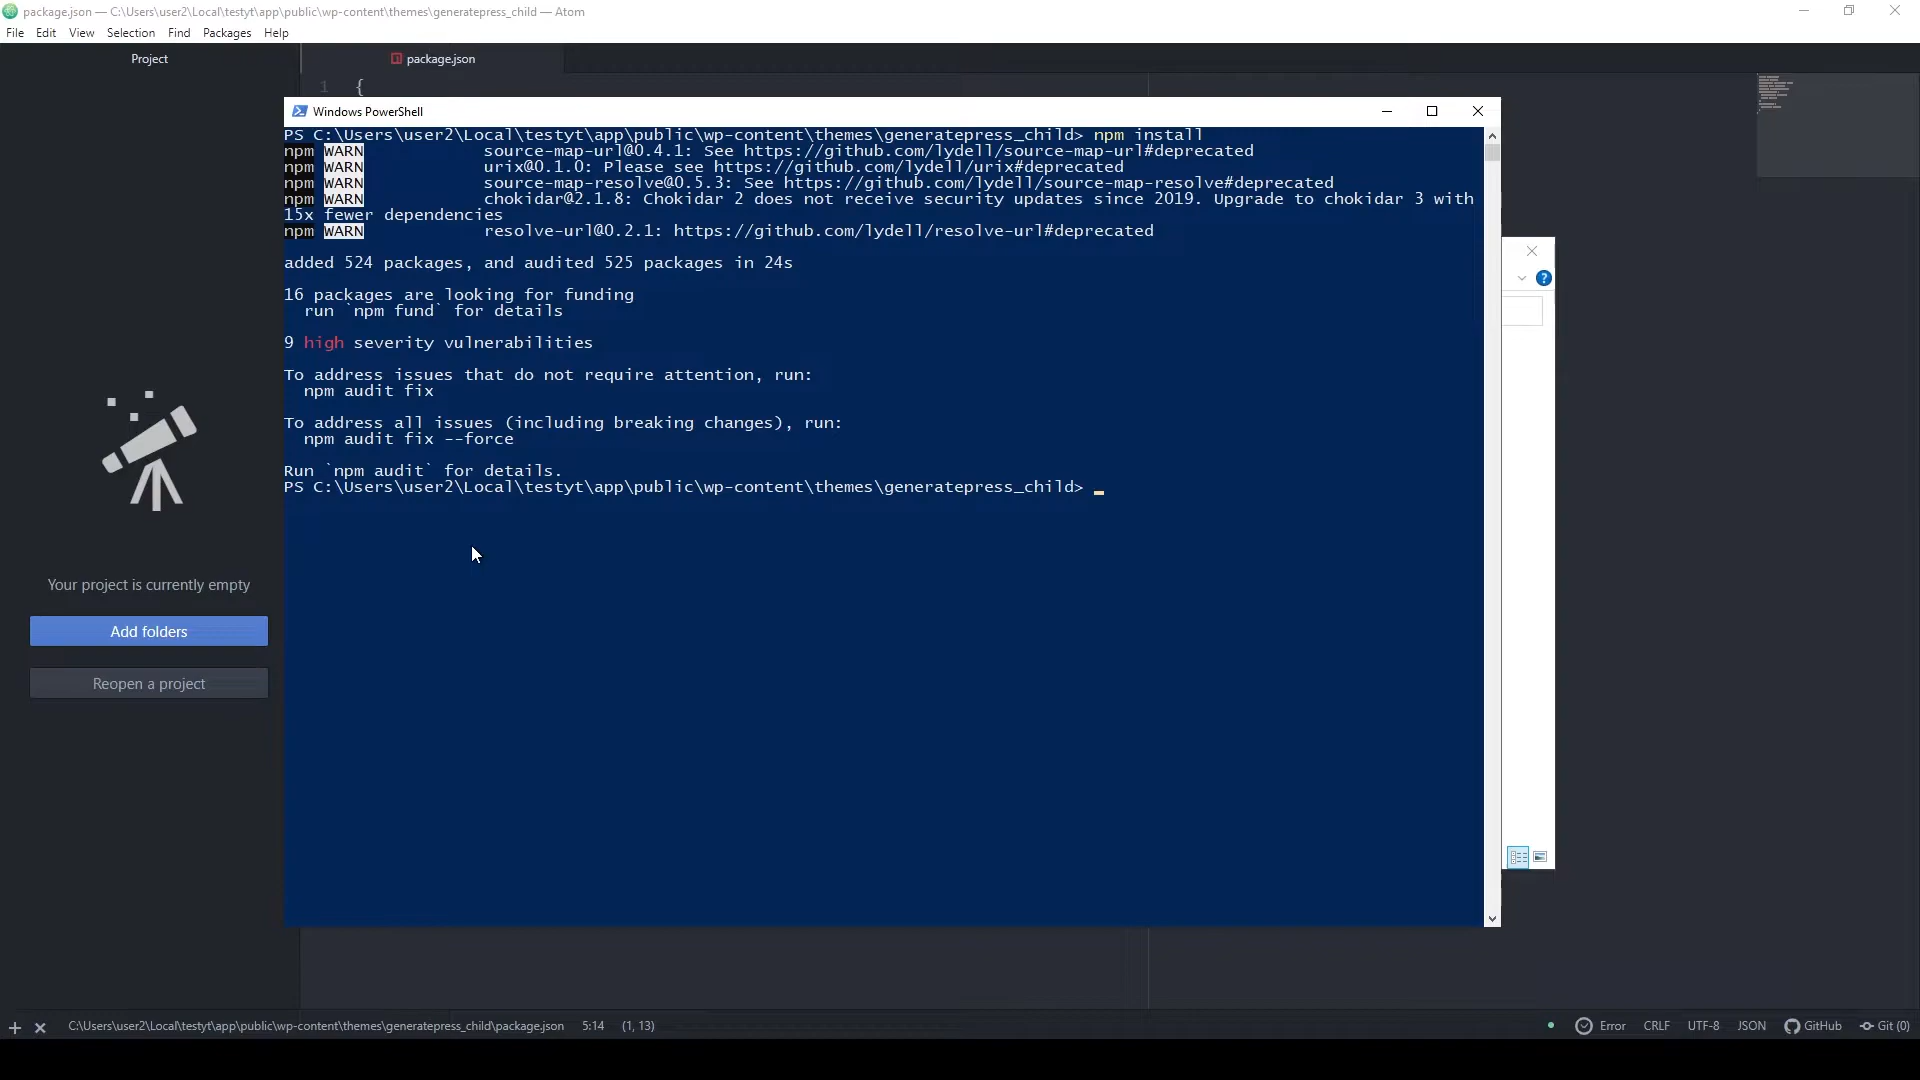 package.json — C:\Users\user2\Local\testyt\app\public\wp-content\themes\generatepress_child — Atom
File Edit View Selection Find Packages Help
Project
package.json
1 {
Windows PowerShell
PS C:\Users\user2\Local\testyt\app\public\wp-content\themes\generatepress_child> npm install
npm WARN source-map-url@0.4.1: See https://github.com/lydell/source-map-url#deprecated
npm WARN urix@0.1.0: Please see https://github.com/lydell/urix#deprecated
npm WARN source-map-resolve@0.5.3: See https://github.com/lydell/source-map-resolve#deprecated
npm WARN chokidar@2.1.8: Chokidar 2 does not receive security updates since 2019. Upgrade to chokidar 3 with
15x fewer dependencies
npm WARN resolve-url@0.2.1: https://github.com/lydell/resolve-url#deprecated
added 524 packages, and audited 525 packages in 24s
16 packages are looking for funding
run `npm fund` for details
9 high severity vulnerabilities
To address issues that do not require attention, run:
npm audit fix
To address all issues (including breaking changes), run:
npm audit fix --force
Run `npm audit` for details.
PS C:\Users\user2\Local\testyt\app\public\wp-content\themes\generatepress_child>
Your project is currently empty
Add folders
Reopen a project
C:\Users\user2\Local\testyt\app\public\wp-content\themes\generatepress_child\package.json 5:14 (1, 13)
Error CRLF UTF-8 JSON GitHub Git (0)